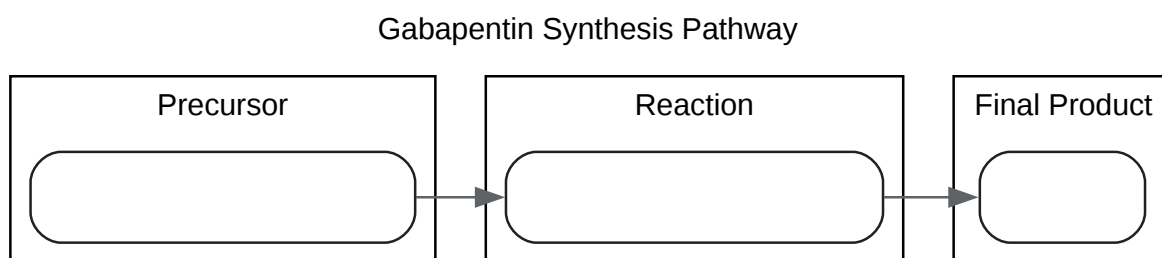 Gabapentin Synthesis Pathway
Precursor
Reaction
Final Product